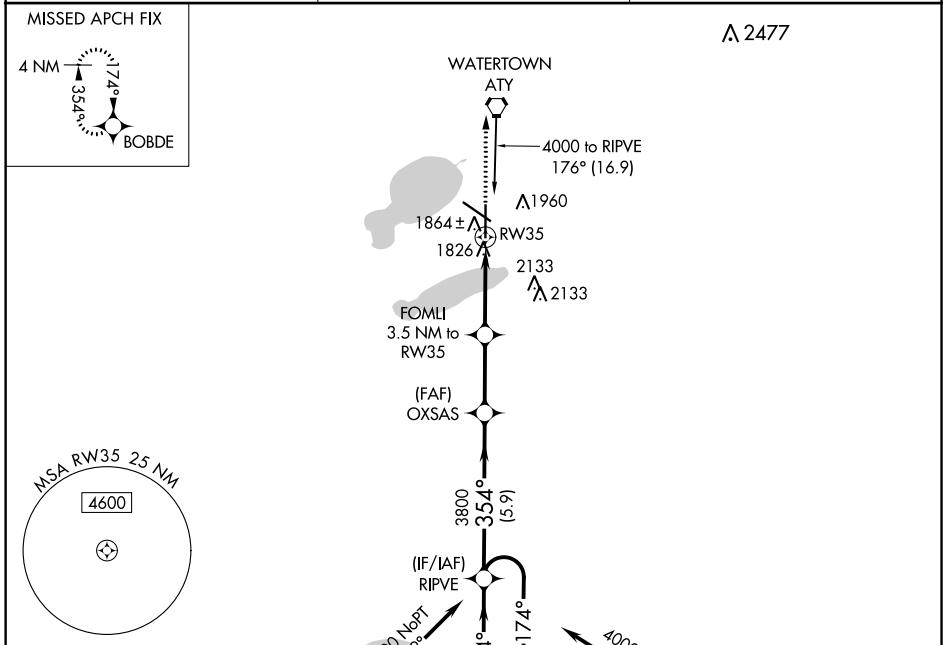 MISSED APCH FIX
4 NM
174°
354°
BOBDE
2477
WATERTOWN
ATY
4000 to RIPVE
176° (16.9)
1960
1864 ±
RW35
1826
2133
2133
FOMLI
3.5 NM to
RW35
(FAF)
OXSAS
MSA RW35 25 NM
4600
3800
354°
(5.9)
(IF/IAF)
RIPVE
NoPT
174°